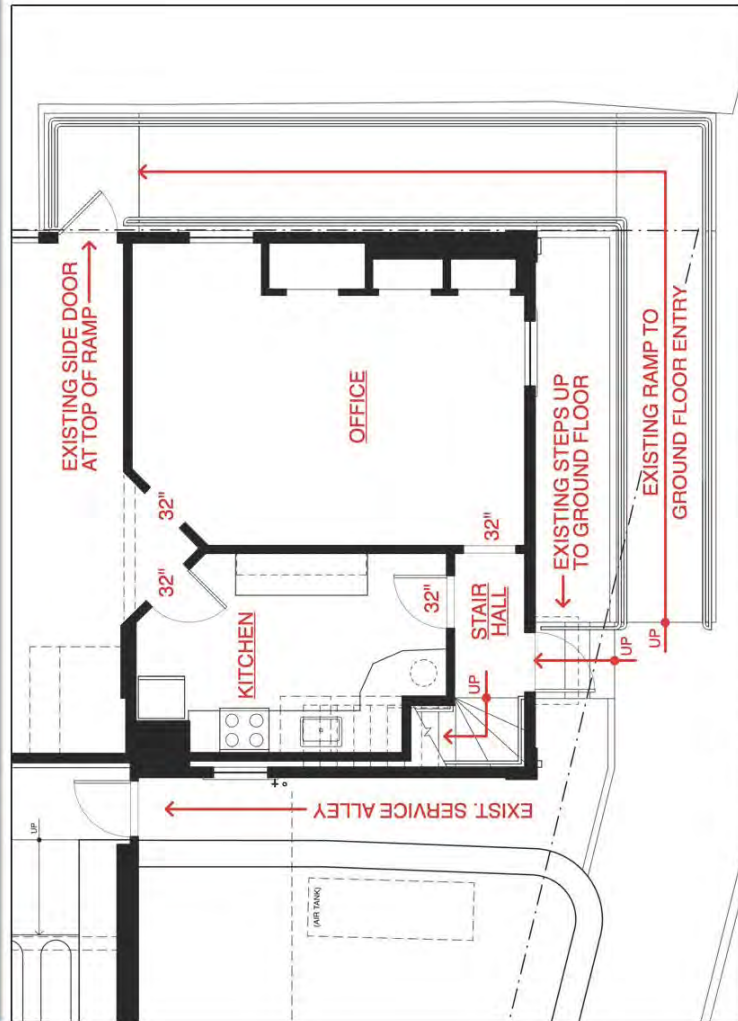 EXISTING SIDE DOOR
AT TOP OF RAMP
OFFICE
32"
32"
KITCHEN
32"
32"
STAIR
HALL
UP
EXISTING STEPS UP
TO GROUND FLOOR
EXISTING RAMP TO
GROUND FLOOR ENTRY
UP
UP
EXIST. SERVICE ALLEY
UP
(AIR TANK)